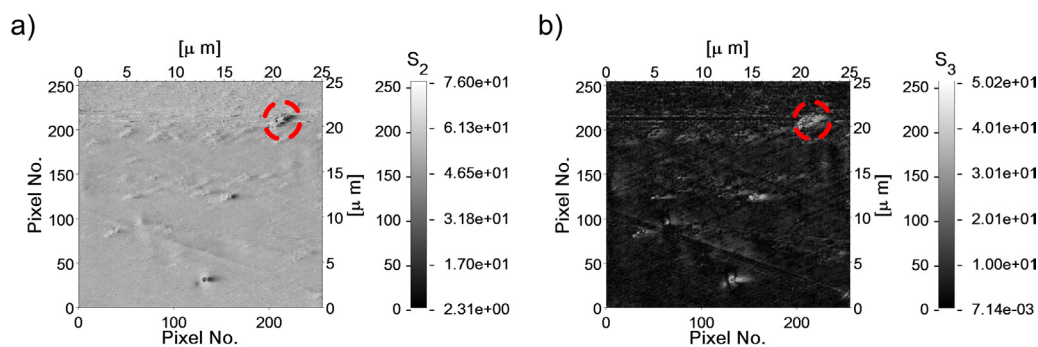 a)
[μ m]
0 5 10 15 20 25
250
200
150
100
50
0
Pixel No.
0 100 200
Pixel No.
25
20
15
10
5
0
[μ m]
S2
250
200
150
100
50
0
7.60e+01
6.13e+01
4.65e+01
3.18e+01
1.70e+01
2.31e+00
b)
[μ m]
0 5 10 15 20 25
250
200
150
100
50
0
Pixel No.
0 100 200
Pixel No.
25
20
15
10
5
0
[μ m]
S3
250
200
150
100
50
0
5.02e+01
4.01e+01
3.01e+01
2.01e+01
1.00e+01
7.14e-03